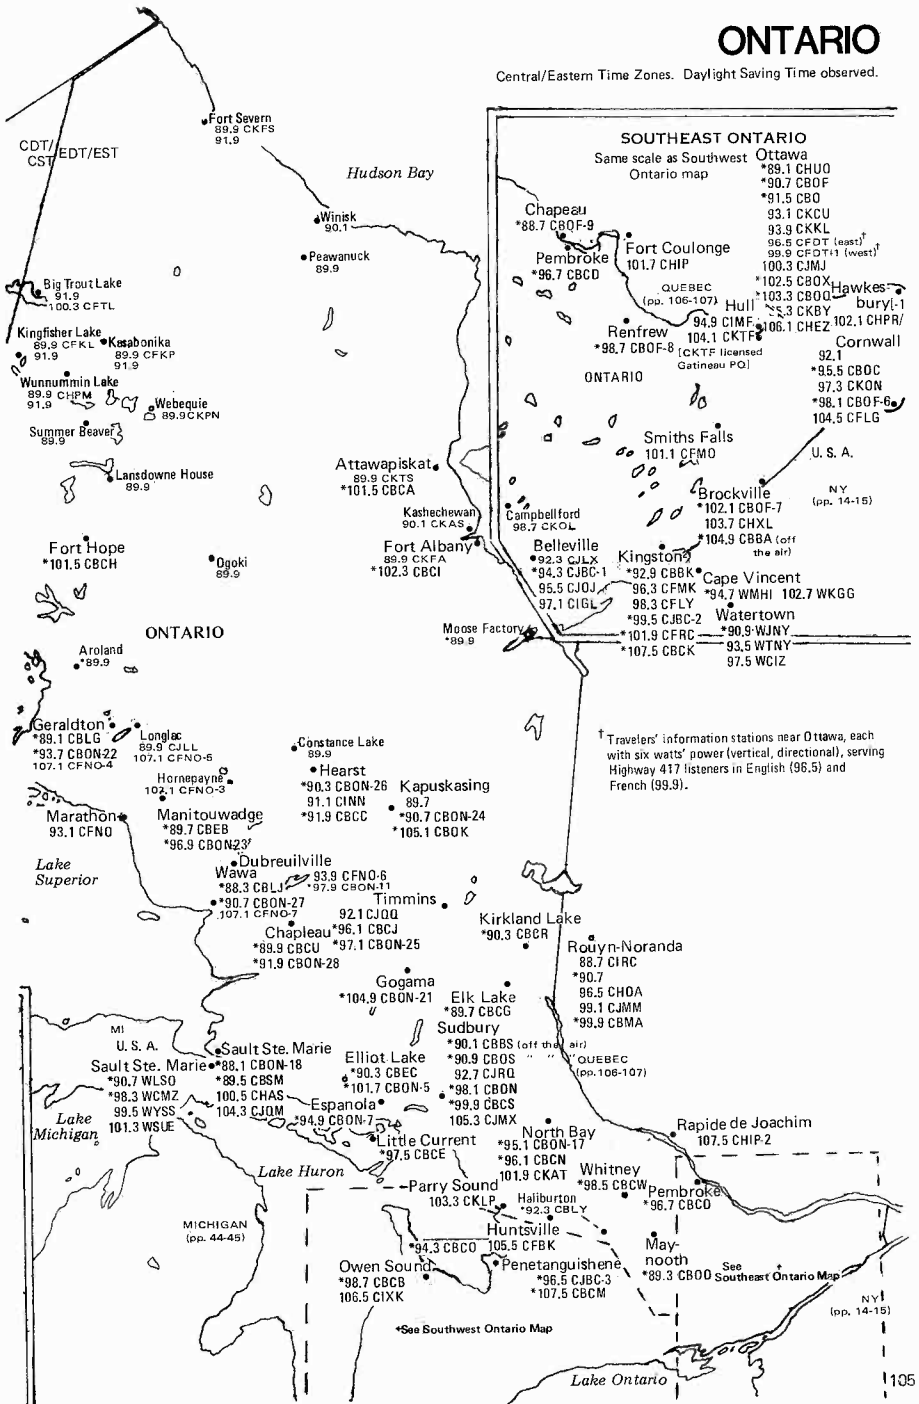 ONTARIO
Central/Eastern Time Zones. Daylight Saving Time observed.
CDT/
CST
EDT/EST
Fort Severn
89.9 CKFS
91.9
Hudson Bay
Winisk
90.1
Peawanuck
89.9
Big Trout Lake
91.9
100.3 CFTL
Kingfisher Lake
89.9 CFKL
91.9
Kasabonika
89.9 CFKP
91.9
Wunnummin Lake
89.9 CHPM
91.9
Webequie
89.9 CKPN
Summer Beaver
89.9
Lansdowne House
89.9
Attawapiskat
89.9 CKTS
*101.5 CBCA
Kashechewan
90.1 CKAS
Fort Albany
89.9 CKFA
*102.3 CBCI
Fort Hope
*101.5 CBCH
Ogoki
89.9
ONTARIO
Moose Factory
*89.9
Aroland
*89.9
SOUTHEAST ONTARIO
Same scale as Southwest
Ontario map
Ottawa
*89.1 CHUO
*90.7 CBOF
*91.5 CBO
93.1 CKCU
93.9 CKKL
96.5 CFDT (east)†
99.9 CFDT-1 (west)†
100.3 CJMJ
*102.5 CBOX
*103.3 CBOQ
CKBY
106.1 CHEZ
Chapeau
*88.7 CBOF-9
Pembroke
*96.7 CBCD
Fort Coulonge
101.7 CHIP
QUEBEC
(pp. 106-107)
Hull
94.9 CIMF
104.1 CKTF
[CKTF licensed
Gatineau PQ]
Hawkes-
bury
102.1 CHPR/
Renfrew
*98.7 CBOF-8
ONTARIO
Cornwall
92.1
*95.5 CBOC
97.3 CKON
*98.1 CBOF-6
104.5 CFLG
Smiths Falls
101.1 CFMO
U. S. A.
NY
(pp. 14-15)
Brockville
*102.1 CBOF-7
103.7 CHXL
*104.9 CBBA (off
the air)
Campbellford
98.7 CKOL
Belleville
*92.3 CJLX
*94.3 CJBC-1
95.5 CJOJ
97.1 CIGL
Kingston
*92.9 CBBK
96.3 CFMK
98.3 CFLY
*99.5 CJBC-2
*101.9 CFRC
*107.5 CBCK
Cape Vincent
*94.7 WMHI 102.7 WKGG
Watertown
*90.9 WJNY
93.5 WTNY
97.5 WCIZ
† Travelers' information stations near Ottawa, each
with six watts' power (vertical, directional), serving
Highway 417 listeners in English (96.5) and
French (99.9).
Geraldton
*89.1 CBLG
*93.7 CBON-22
107.1 CFNO-4
Longlac
89.9 CJLL
107.1 CFNO-5
Hornepayne
107.1 CFNO-3
Constance Lake
89.9
Hearst
*90.3 CBON-26
91.1 CINN
*91.9 CBCC
Kapuskasing
89.7
*90.7 CBON-24
*105.1 CBOK
Marathon
93.1 CFNO
Manitouwadge
*89.7 CBEB
*96.9 CBON-23
Lake
Superior
Dubreuilville
93.9 CFNO-6
*97.9 CBON-11
Wawa
*88.3 CBLJ
*90.7 CBON-27
107.1 CFNO-7
Timmins
92.1 CJQQ
*96.1 CBCJ
*97.1 CBON-25
Chapleau
*89.9 CBCU
*91.9 CBON-28
Kirkland Lake
*90.3 CBCR
Rouyn-Noranda
88.7 CIRC
*90.7
96.5 CHOA
99.1 CJMM
*99.9 CBMA
Gogama
*104.9 CBON-21
Elk Lake
*89.7 CBCG
Sudbury
*90.1 CBBS (off the air)
*90.9 CBOS " " "
92.7 CJRQ
*98.1 CBON
*99.9 CBCS
105.3 CJMX
QUEBEC
(pp.106-107)
MI
U. S. A.
Sault Ste. Marie
*90.7 WLSO
*98.3 WCMZ
99.5 WYSS
101.3 WSUE
Sault Ste. Marie
*88.1 CBON-18
*89.5 CBSM
100.5 CHAS
104.3 CJQM
Elliot Lake
*90.3 CBEC
*101.7 CBON-5
Espanola
*94.9 CBON-7
Little Current
*97.5 CBCE
Lake
Michigan
Lake Huron
North Bay
*95.1 CBON-17
*96.1 CBCN
101.9 CKAT
Rapide de Joachim
107.5 CHIP-2
Parry Sound
103.3 CKLP
Whitney
*98.5 CBCW
Haliburton
*92.3 CBLY
Pembroke
*96.7 CBCD
Huntsville
*94.3 CBCO
105.5 CFBK
MICHIGAN
(pp. 44-45)
Owen Sound
*98.7 CBCB
106.5 CIXK
Penetanguishene
*96.5 CJBC-3
*107.5 CBCM
May-
nooth
*89.3 CBOD
See
Southeast Ontario Map
NY
(pp. 14-15)
See Southwest Ontario Map
Lake Ontario
105